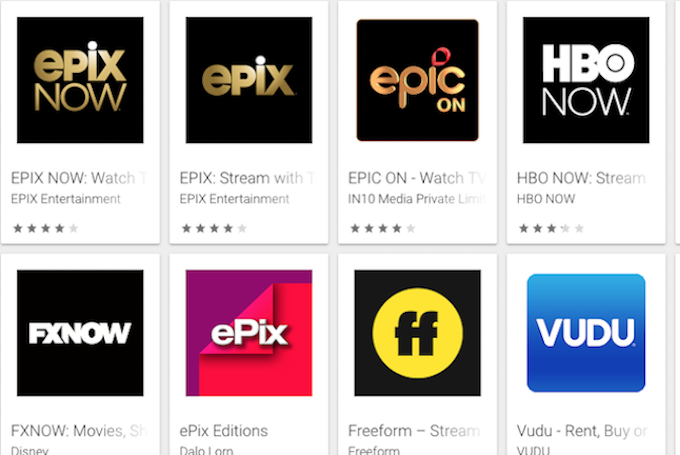 epix
NOW
epix
epic
ON
HBO
NOW
EPIX NOW: Watch T
EPIX Entertainment
EPIX: Stream with T
EPIX Entertainment
EPIC ON - Watch TV
IN10 Media Private Limi
HBO NOW: Stream
HBO NOW
FXNOW
ePix
ff
VUDU
FXNOW: Movies, Sh
Disney
ePix Editions
Dalo Lorn
Freeform – Stream
Freeform
Vudu - Rent, Buy or
VUDU